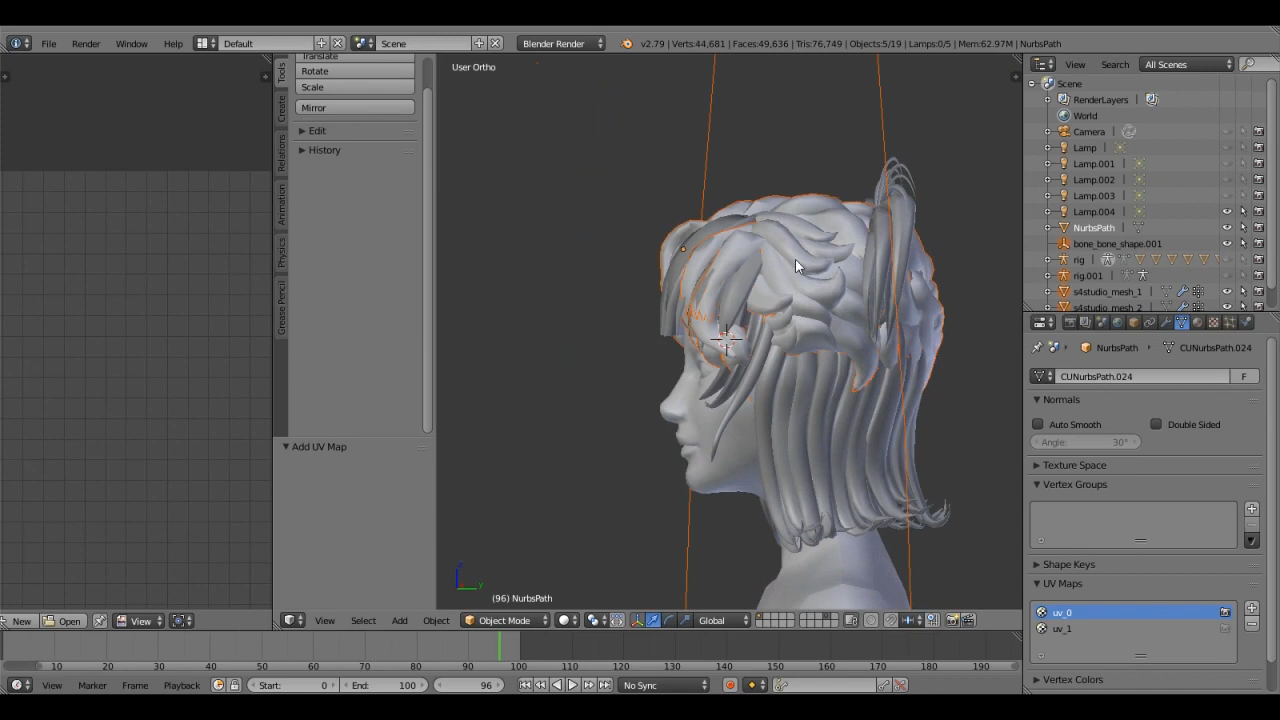 File Render Window Help Default Scene Blender Render v2.79 | Verts:44,681 | Faces:49,636 | Tris:76,749 | Objects:5/19 | Lamps:0/5 | Mem:62.97M | NurbsPath
Translate
Rotate
Scale
Mirror
Edit
History
Tools
Create
Relations
Animation
Physics
Grease Pencil
Add UV Map
User Ortho
(96) NurbsPath
View Search All Scenes
Scene
RenderLayers
World
Camera
Lamp
Lamp.001
Lamp.002
Lamp.003
Lamp.004
NurbsPath
bone_bone_shape.001
rig
rig.001
s4studio_mesh_1
s4studio_mesh_2
NurbsPath CUNurbsPath.024
CUNurbsPath.024 F
Normals
Auto Smooth Double Sided
Angle: 30°
Texture Space
Vertex Groups
Shape Keys
UV Maps
uv_0
uv_1
Vertex Colors
New Open View
View Select Add Object Object Mode Global
10 20 30 40 50 60 70 80 90 100 110 120 130 140 150 160 170 180 190
View Marker Frame Playback Start: 0 End: 100 96 No Sync